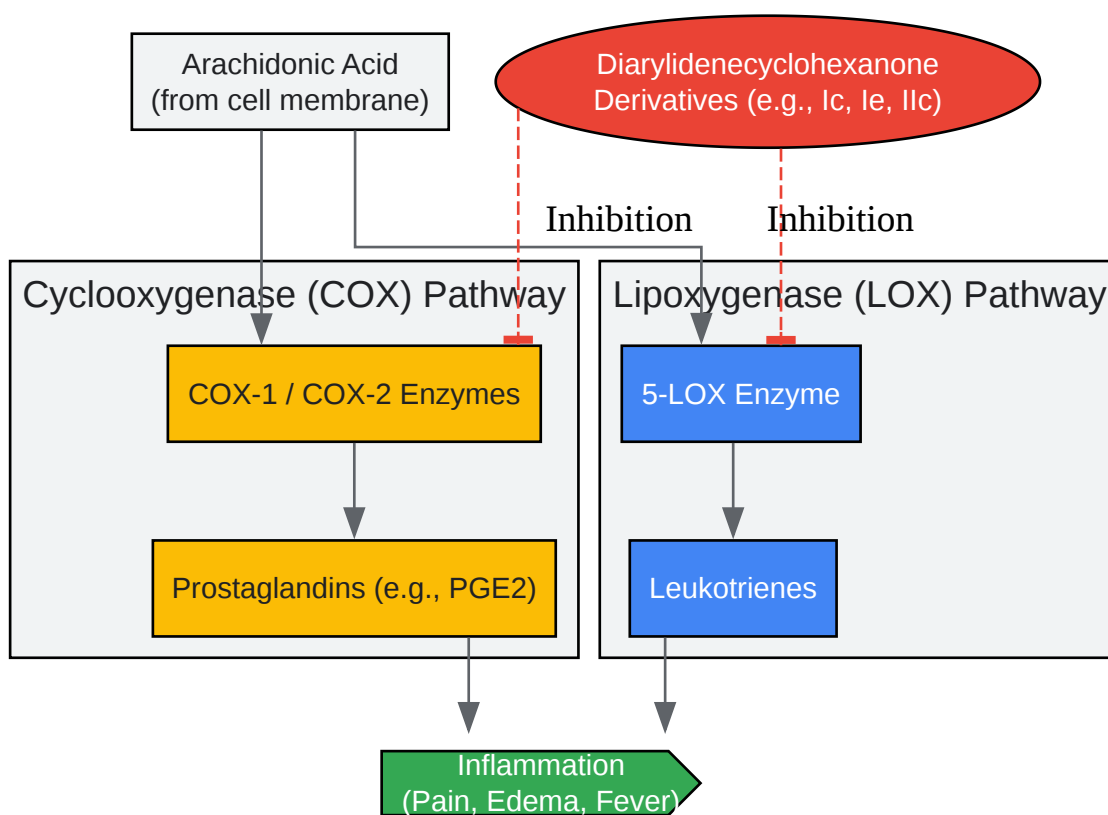 Arachidonic Acid
(from cell membrane)
Diarylidenecyclohexanone
Derivatives (e.g., Ic, Ie, IIc)
Inhibition
Inhibition
Cyclooxygenase (COX) Pathway
Lipoxygenase (LOX) Pathway
COX-1 / COX-2 Enzymes
5-LOX Enzyme
Prostaglandins (e.g., PGE2)
Leukotrienes
Inflammation
(Pain, Edema, Fever)